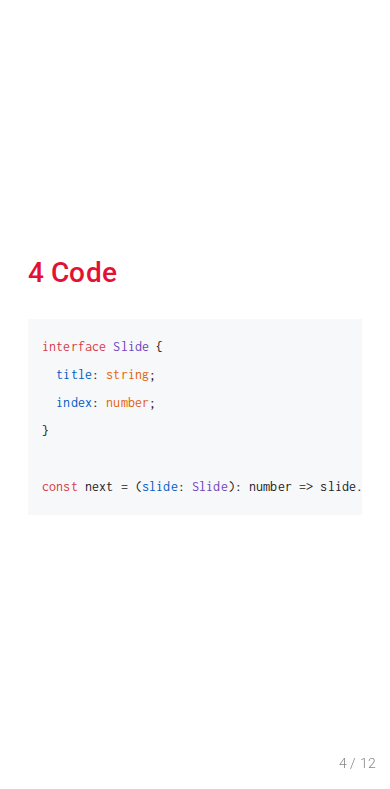 4 Code
interface Slide {
  title: string;
  index: number;
}

const next = (slide: Slide): number => slide.
4 / 12